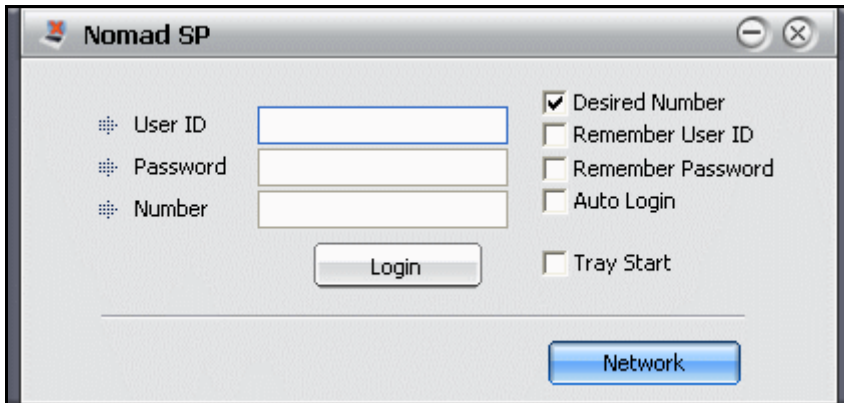 Nomad SP
User ID
Password
Number
Desired Number
Remember User ID
Remember Password
Auto Login
Login
Tray Start
Network